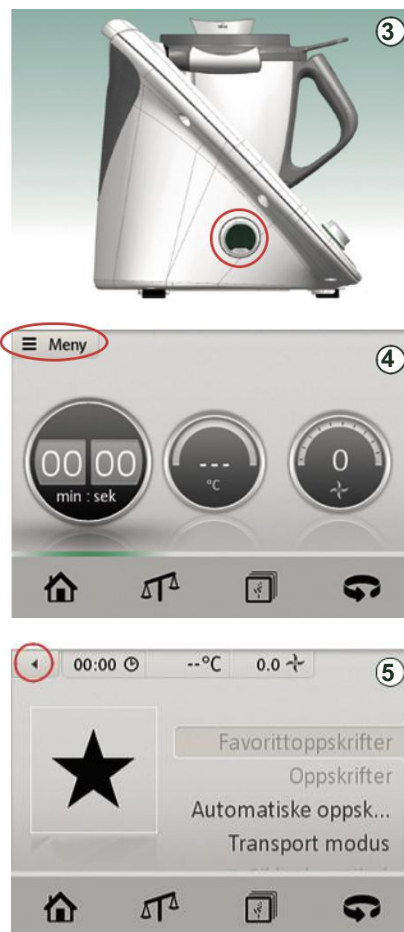 3
Meny
4
00 00
min : sek
---
°C
0
00:00 --°C 0.0
5
Favorittoppskrifter
Oppskrifter
Automatiske oppsk...
Transport modus